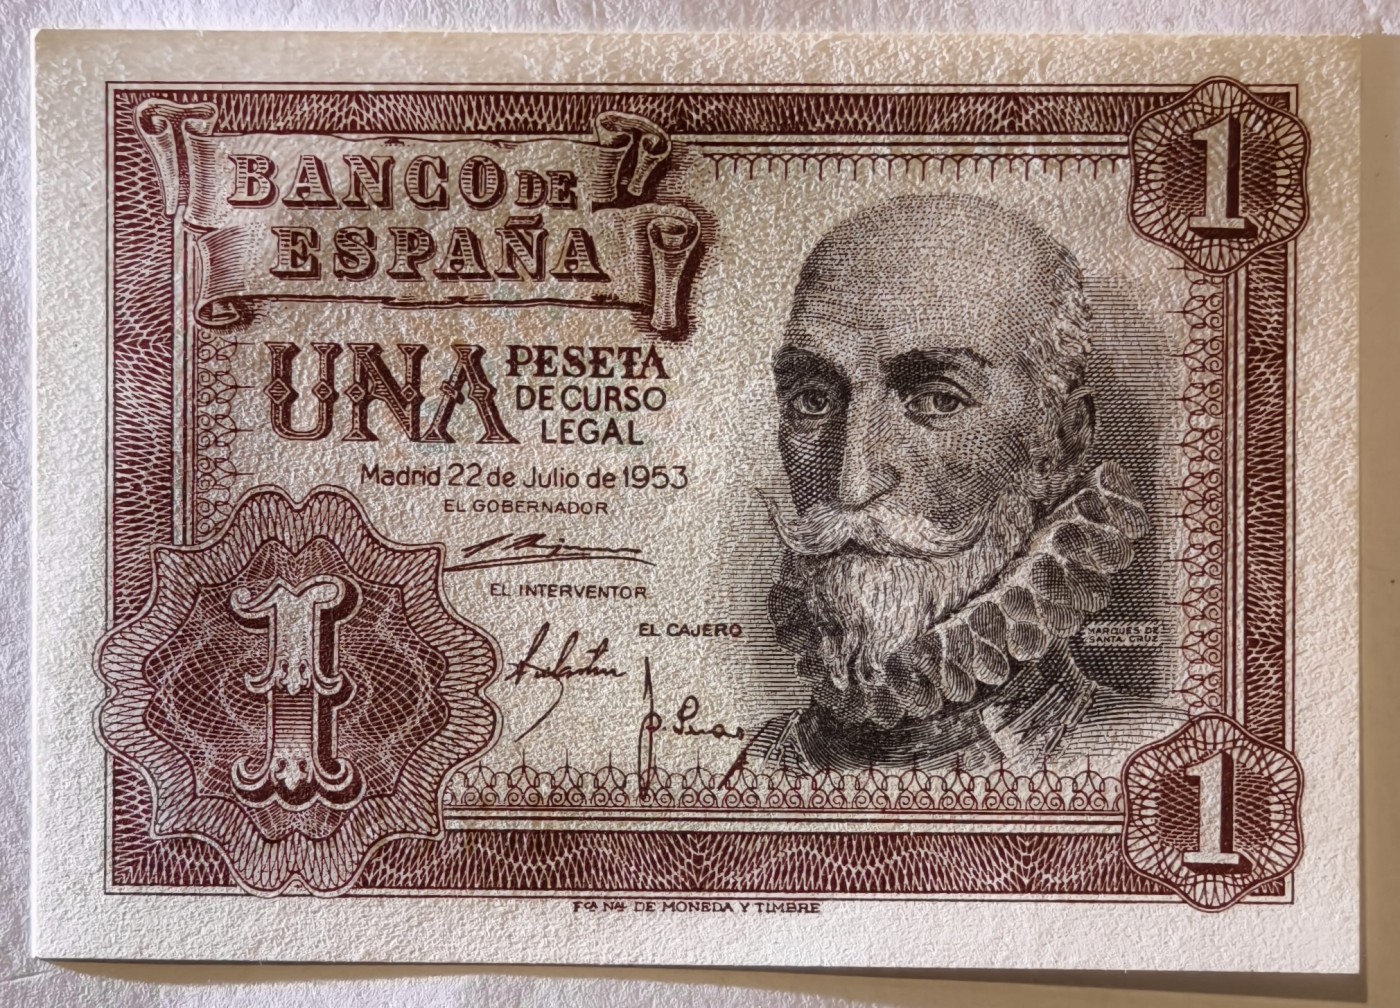 BANCO DE
ESPAÑA
1
UNA PESETA
DE CURSO
LEGAL
Madrid 22 de Julio de 1953
EL GOBERNADOR
EL INTERVENTOR
EL CAJERO
MARQUES DE
SANTA CRUZ
1
1
FCA NAL DE MONEDA Y TIMBRE